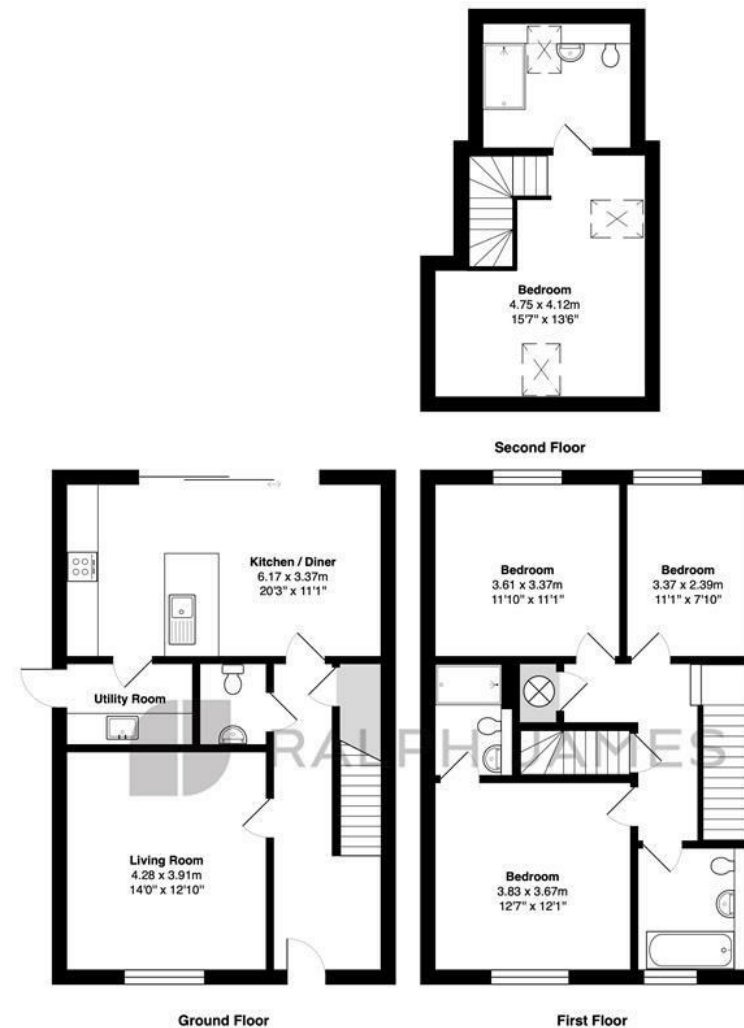 Bedroom
4.75 x 4.12m
15'7" x 13'6"
Second Floor
Kitchen / Diner
6.17 x 3.37m
20'3" x 11'1"
Utility Room
Living Room
4.28 x 3.91m
14'0" x 12'10"
Ground Floor
Bedroom
3.61 x 3.37m
11'10" x 11'1"
Bedroom
3.37 x 2.39m
11'1" x 7'10"
Bedroom
3.83 x 3.67m
12'7" x 12'1"
First Floor
RALPH JAMES